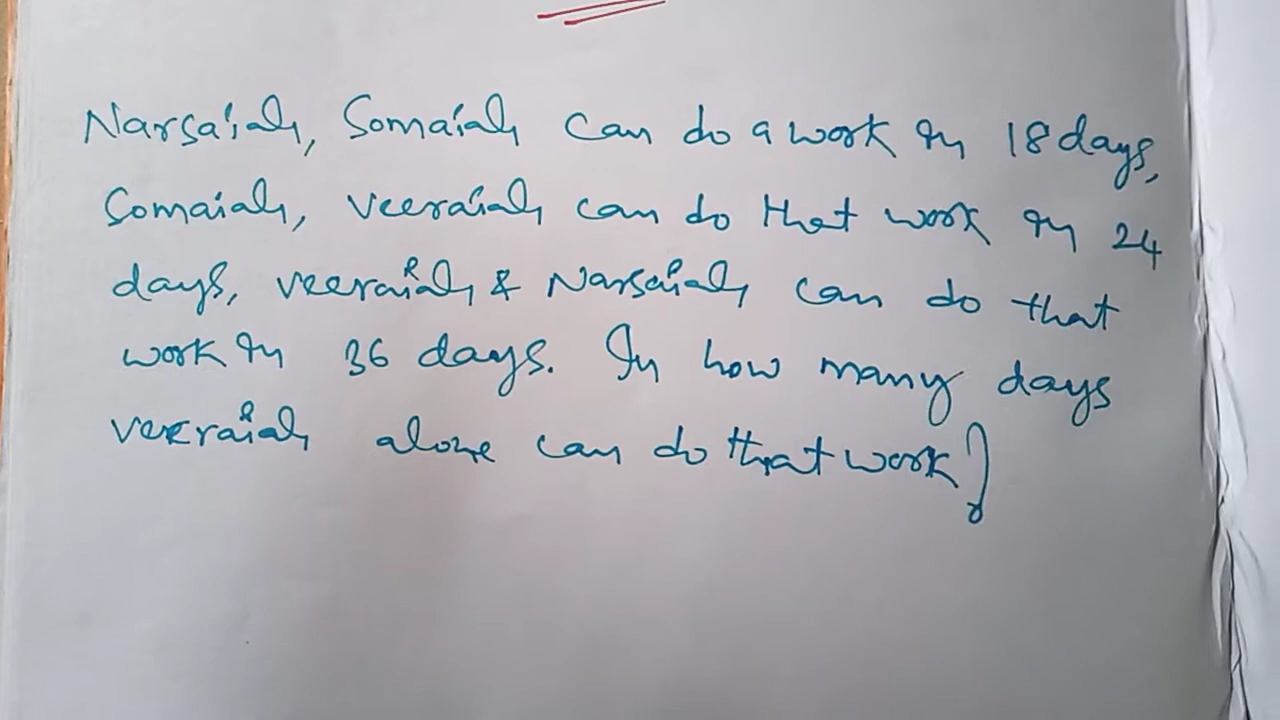 Narsaiah, Somaiah can do a work in 18 days,
Somaiah, Veeraiah can do that work in 24
days, veeraiah & Narsaiah can do that
work in 36 days. In how many days
veeraiah alone can do that work?